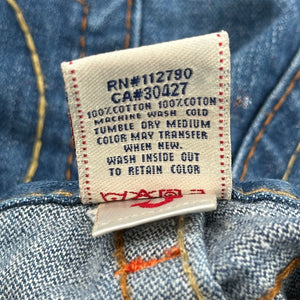 RN#112790
CA#30427
100%COTTON 100%COTON
MACHINE WASH COLD
TUMBLE DRY MEDIUM
COLOR MAY TRANSFER
WHEN NEW.
WASH INSIDE OUT
TO RETAIN COLOR